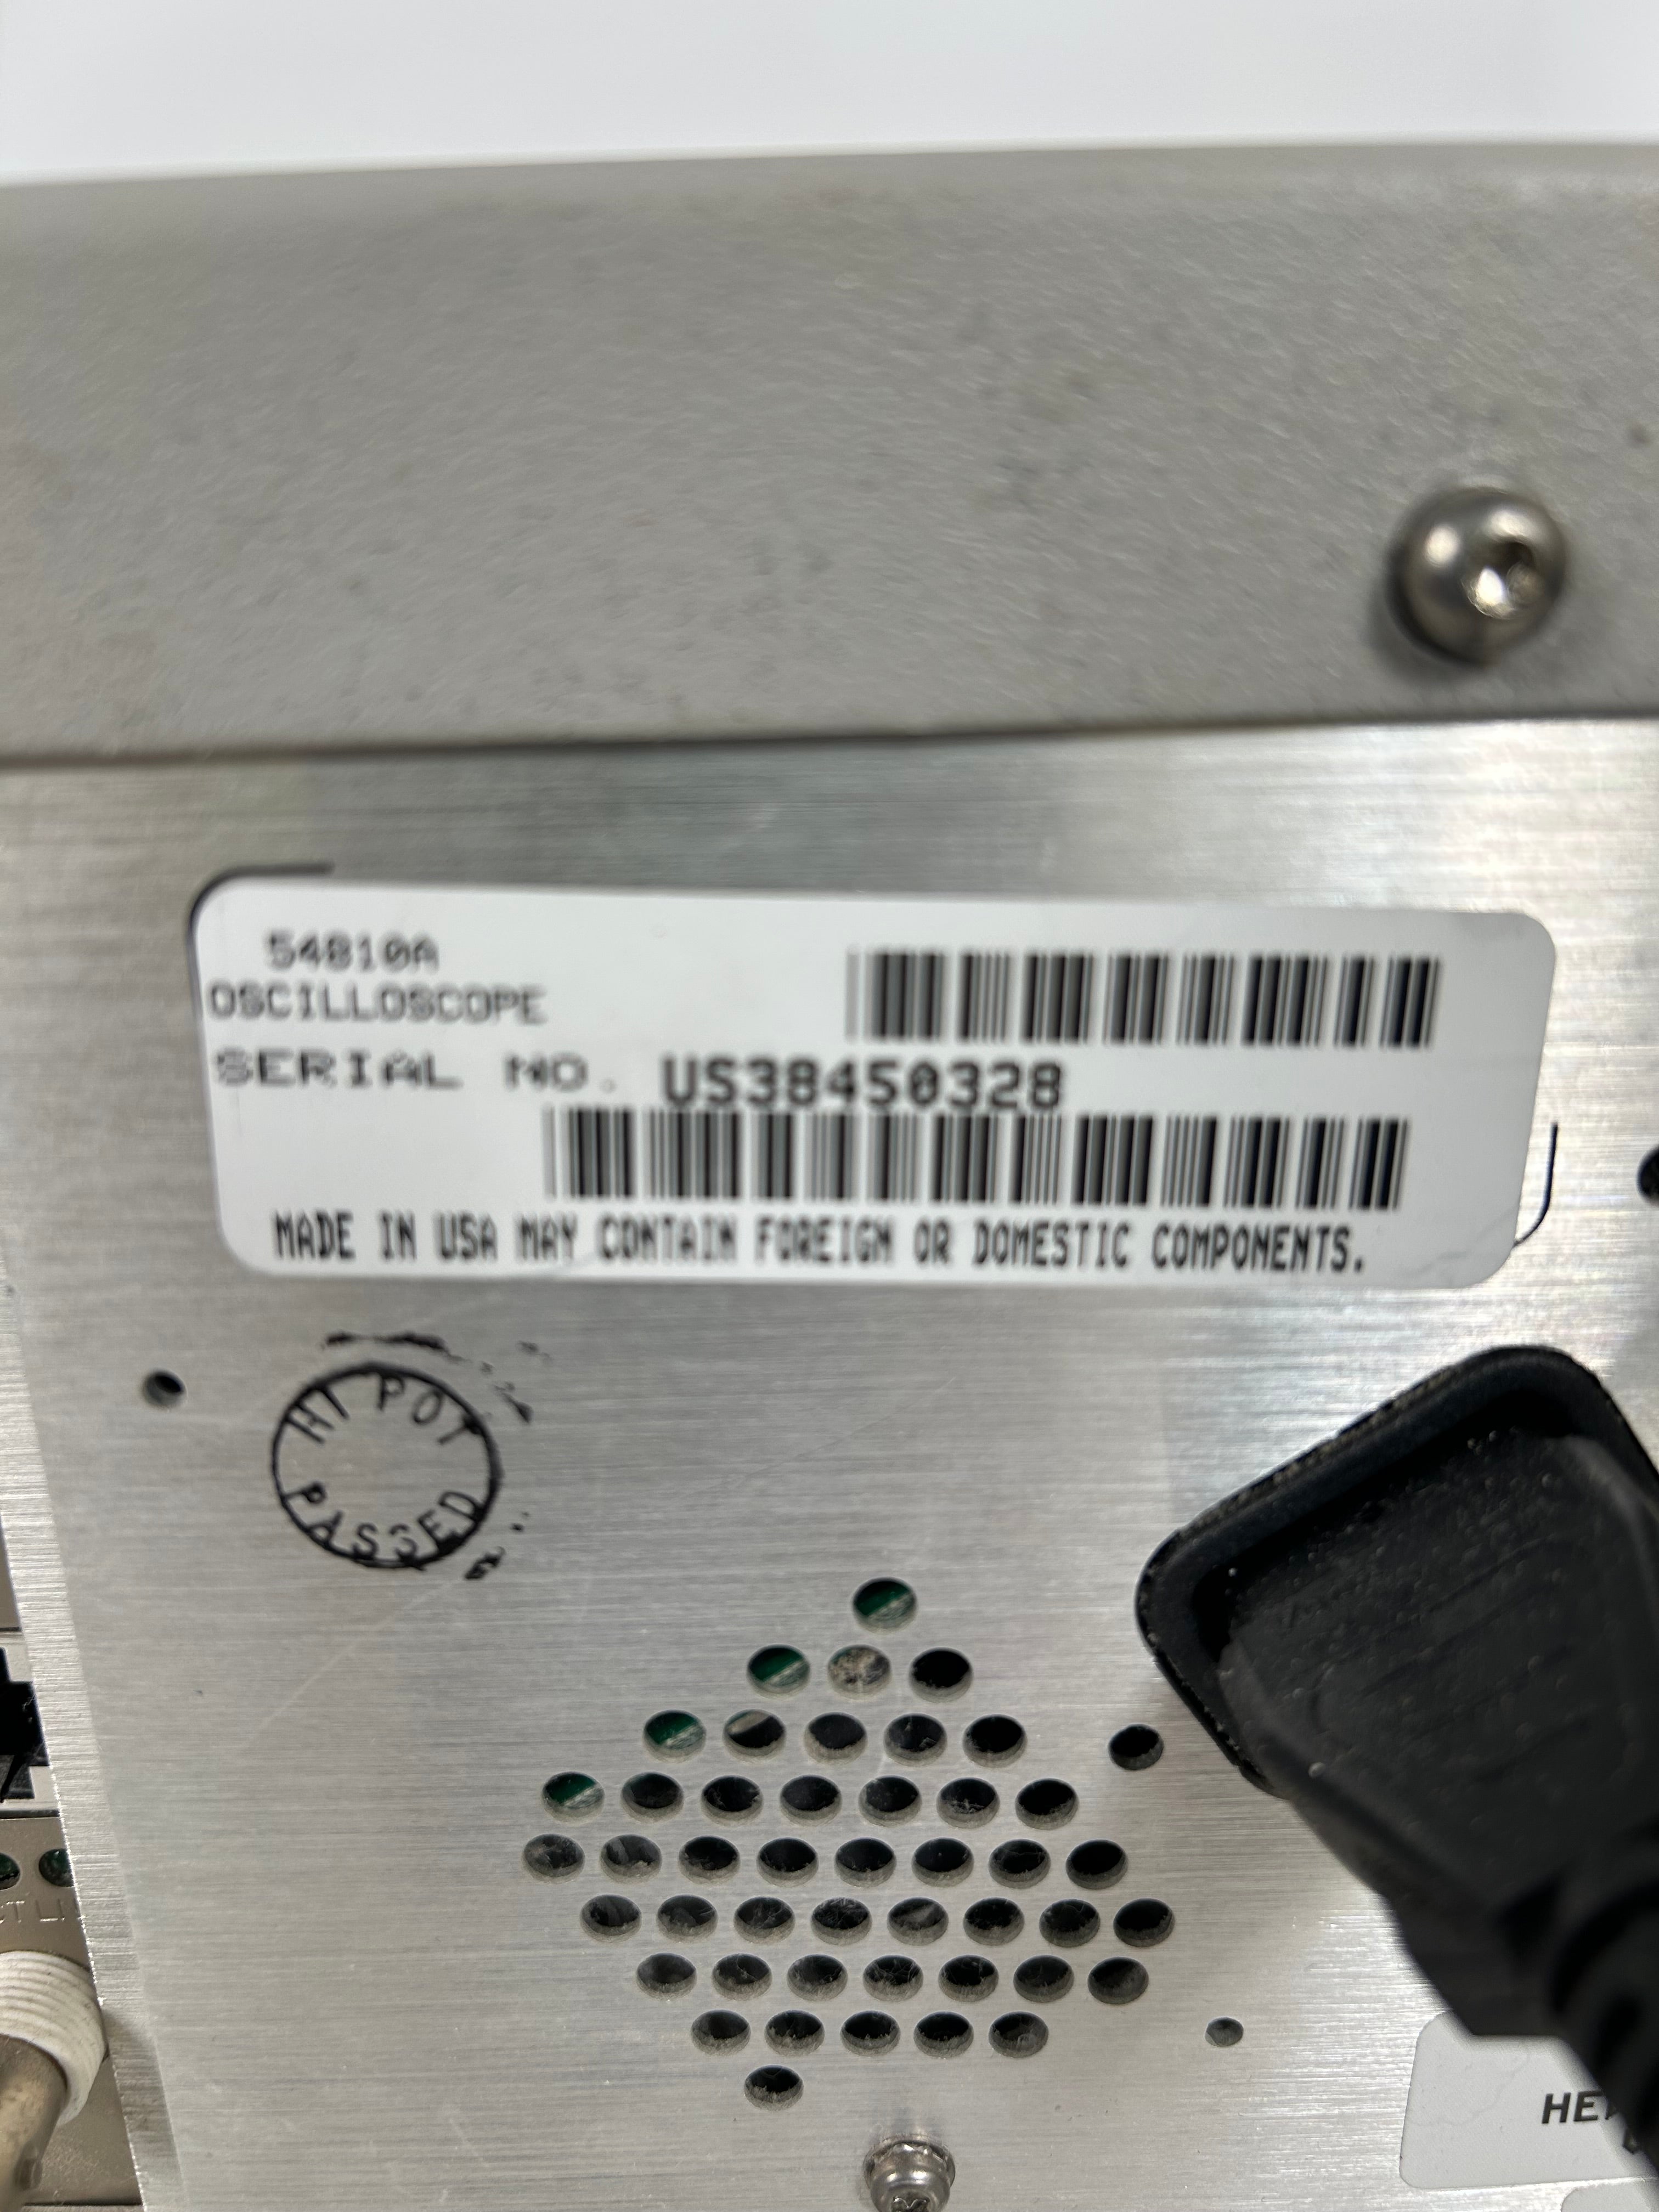 54810A
OSCILLOSCOPE
SERIAL NO. US38450328
MADE IN USA MAY CONTAIN FOREIGN OR DOMESTIC COMPONENTS.
HI POT
PASSED